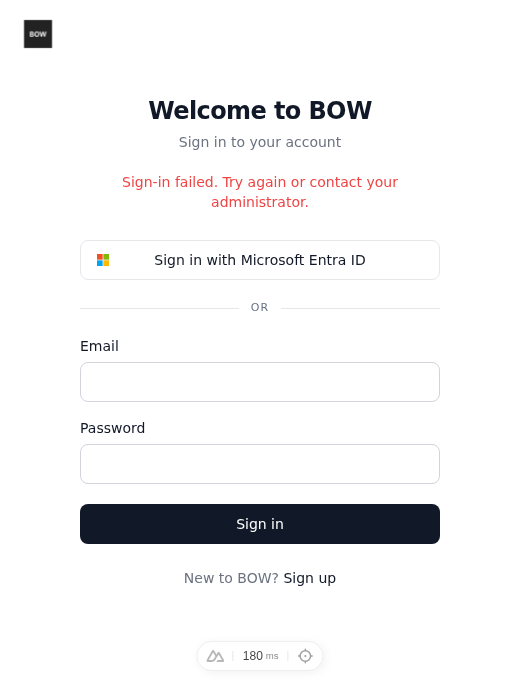 BOW
Welcome to BOW
Sign in to your account
Sign-in failed. Try again or contact your
administrator.
Sign in with Microsoft Entra ID
OR
Email
Password
Sign in
New to BOW? Sign up
180 ms